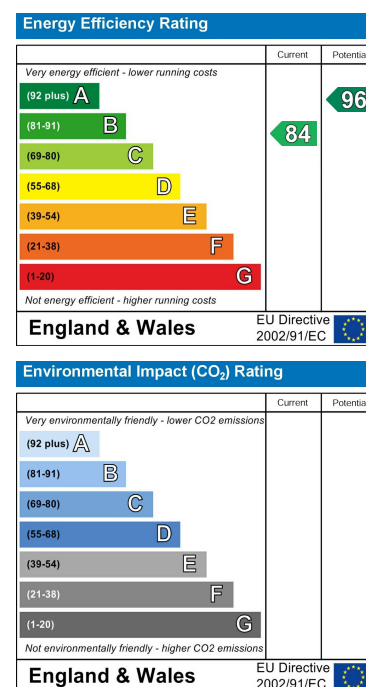 Energy Efficiency Rating
Current Potentia
Very energy efficient - lower running costs
(92 plus) A
96
(81-91) B
84
(69-80) C
(55-68) D
(39-54) E
(21-38) F
(1-20) G
Not energy efficient - higher running costs
England & Wales
EU Directive
2002/91/EC
Environmental Impact (CO₂) Rating
Current Potentia
Very environmentally friendly - lower CO2 emissions
(92 plus) A
(81-91) B
(69-80) C
(55-68) D
(39-54) E
(21-38) F
(1-20) G
Not environmentally friendly - higher CO2 emissions
England & Wales
EU Directive
2002/91/EC